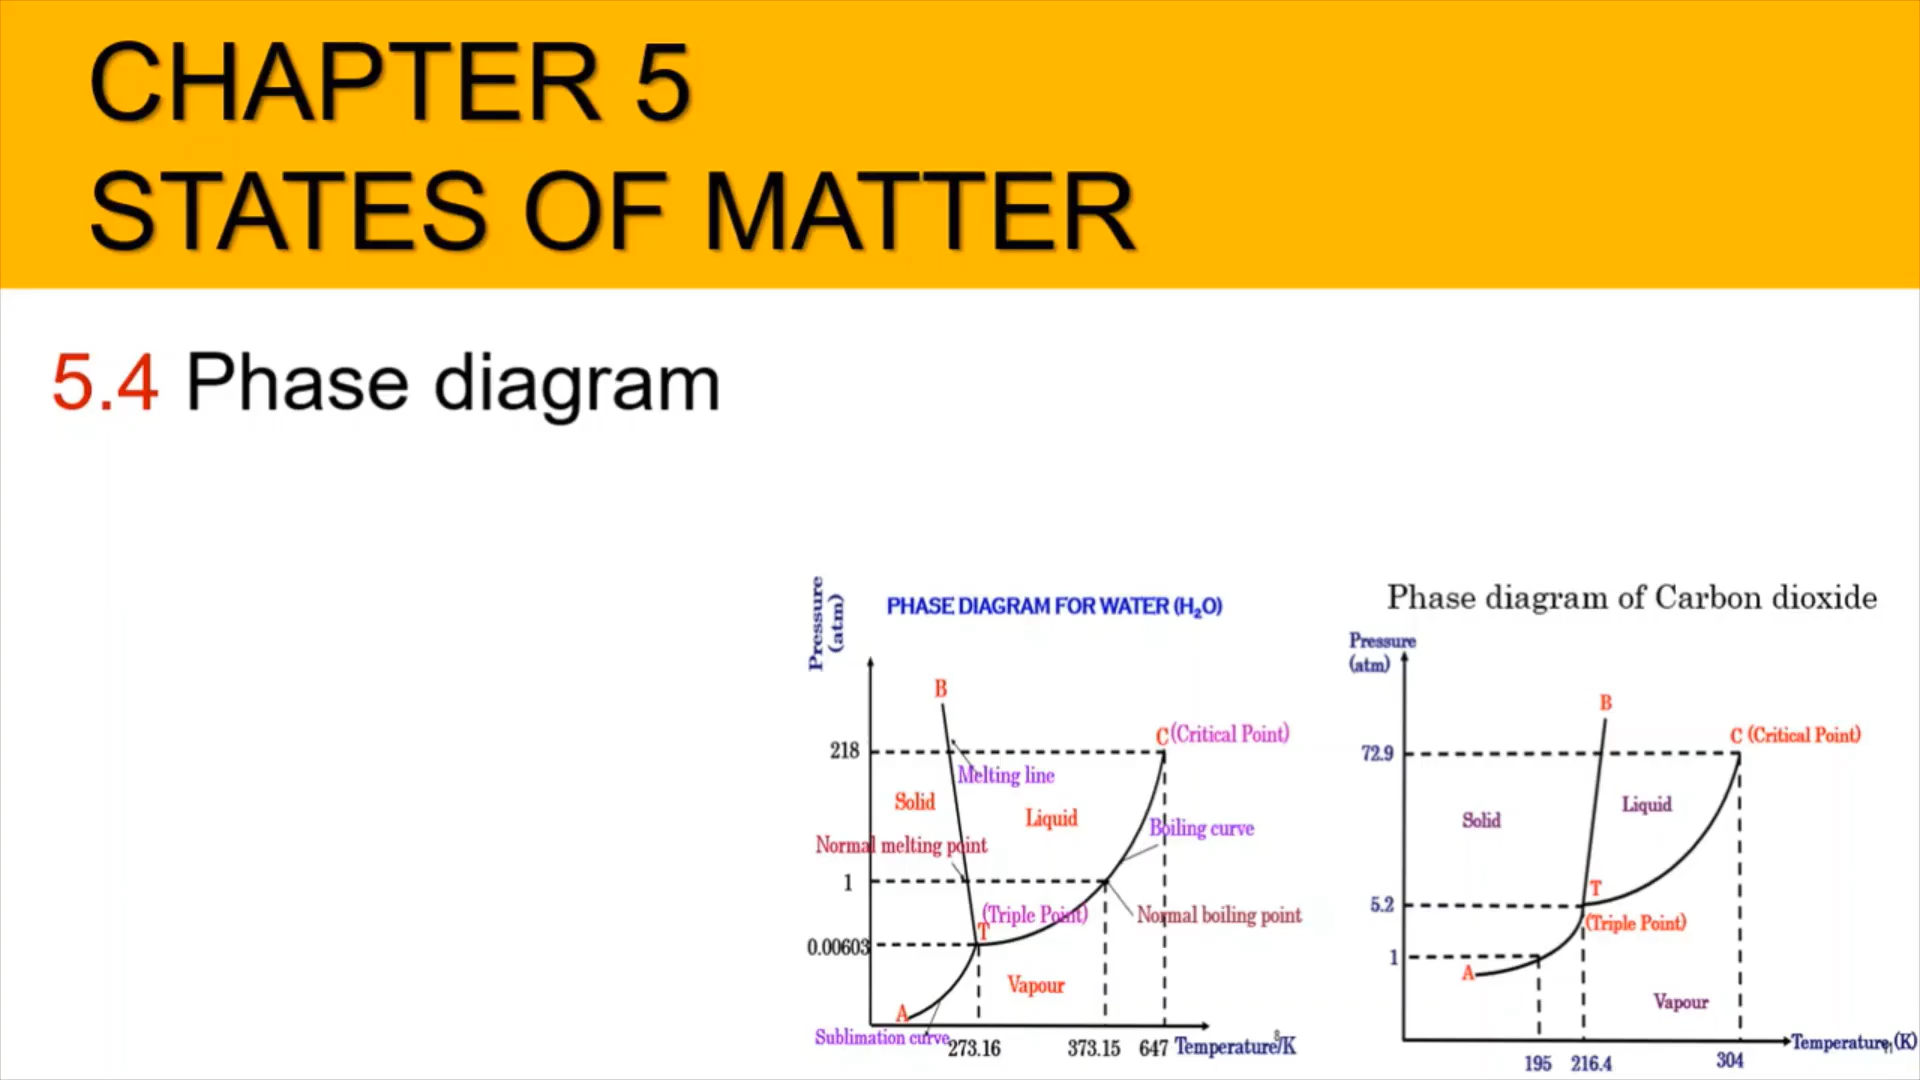 CHAPTER 5
STATES OF MATTER
5.4 Phase diagram
PHASE DIAGRAM FOR WATER (H₂O)
Pressure
(atm)
B
218
C (Critical Point)
Melting line
Solid
Liquid
Boiling curve
Normal melting point
1
(Triple Point)
T
Normal boiling point
0.00603
Vapour
A
Sublimation curve
273.16
373.15
647
Temperature/K
8
Phase diagram of Carbon dioxide
Pressure
(atm)
B
72.9
C (Critical Point)
Liquid
Solid
T
5.2
(Triple Point)
1
A
Vapour
195
216.4
304
Temperature (K)